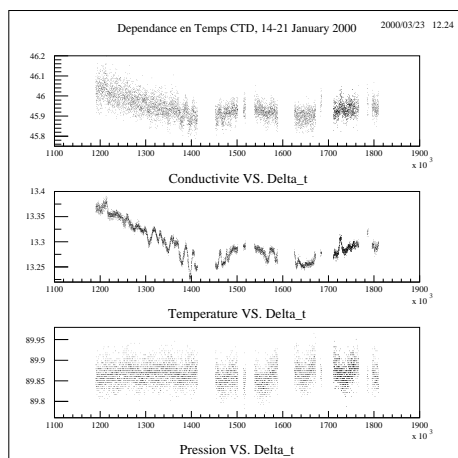 Dependance en Temps CTD, 14-21 January 2000
2000/03/23 12.24
46.2
46.1
46
45.9
45.8
1100 1200 1300 1400 1500 1600 1700 1800 1900
x 10 3
Conductivite VS. Delta_t
13.4
13.35
13.3
13.25
1100 1200 1300 1400 1500 1600 1700 1800 1900
x 10 3
Temperature VS. Delta_t
89.95
89.9
89.85
89.8
1100 1200 1300 1400 1500 1600 1700 1800 1900
x 10 3
Pression VS. Delta_t